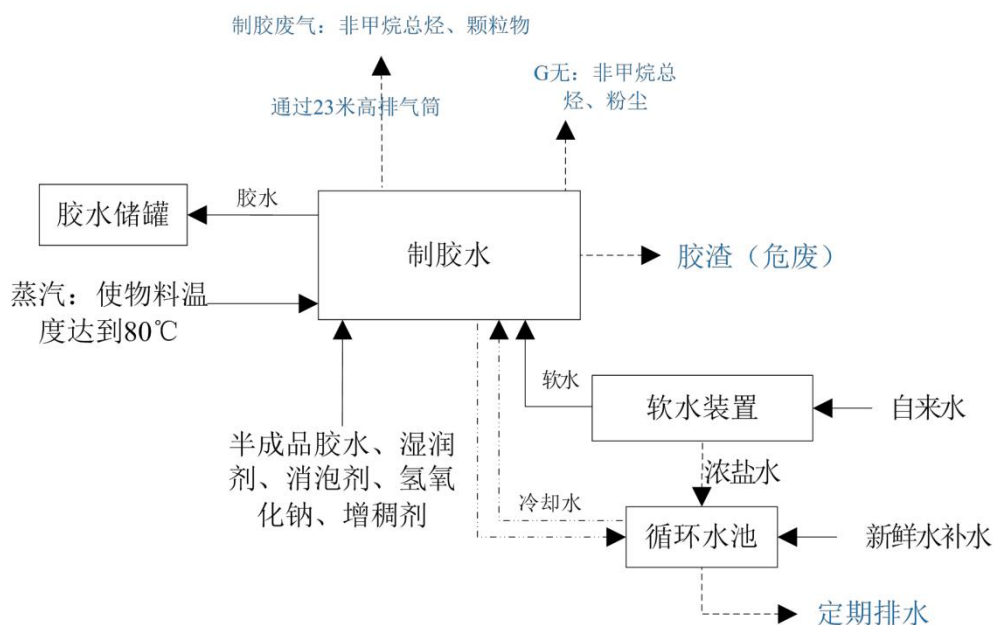 制胶废气：非甲烷总烃、颗粒物
G无：非甲烷总
烃、粉尘
通过23米高排气筒
胶水储罐
胶水
制胶水
胶渣（危废）
蒸汽：使物料温
度达到80℃
软水
软水装置
自来水
半成品胶水、湿润
剂、消泡剂、氢氧
化钠、增稠剂
浓盐水
冷却水
循环水池
新鲜水补水
定期排水